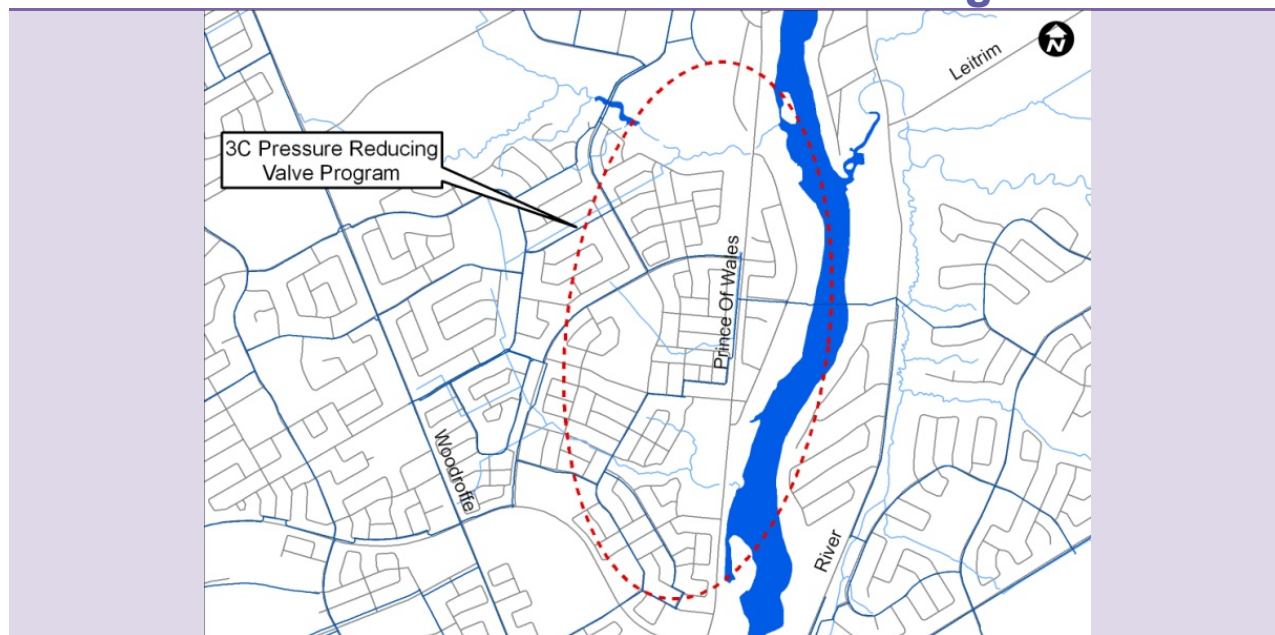 N
Leitrim
3C Pressure Reducing
Valve Program
Prince Of Wales
Woodroffe
River